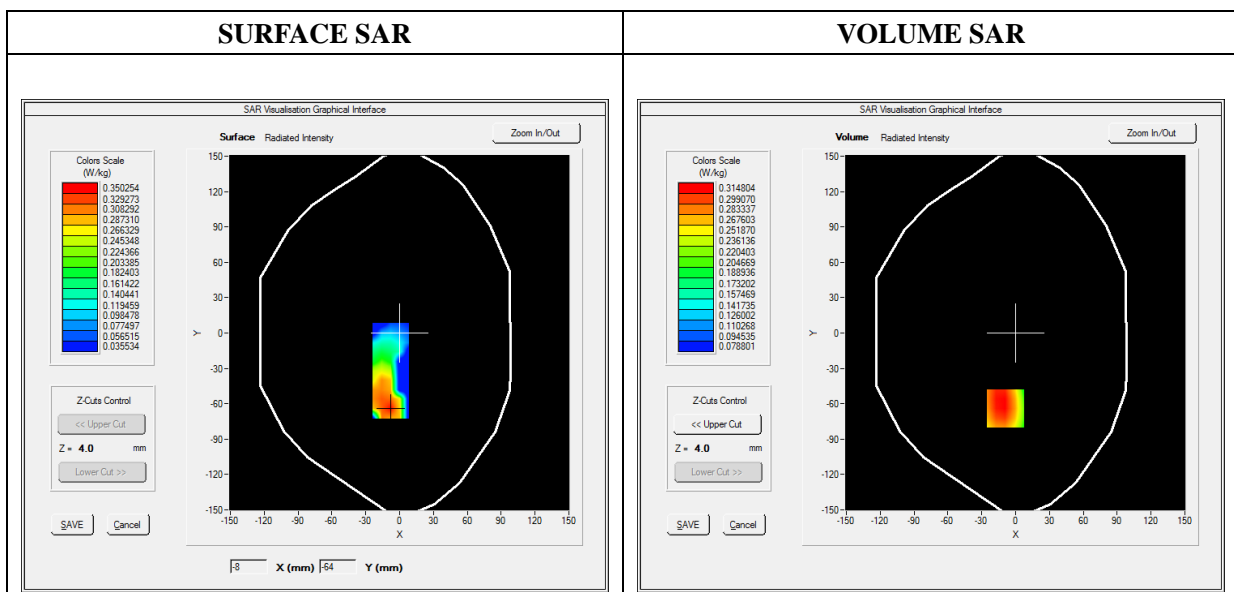 SURFACE SAR
VOLUME SAR
SAR Visualisation Graphical Interface
Surface Radiated Intensity
Zoom In/Out
Colors Scale
(W/kg)
0.350254
0.329273
0.308292
0.287310
0.266329
0.245348
0.224366
0.203385
0.182403
0.161422
0.140441
0.119459
0.098478
0.077497
0.056515
0.035534
Z-Cuts Control
<< Upper Cut
Z = 4.0 mm
Lower Cut >>
SAVE Cancel
150
120
90
60
30
0
-30
-60
-90
-120
-150
Y
-150 -120 -90 -60 -30 0 30 60 90 120 150
X
-8 X (mm) -64 Y (mm)
SAR Visualisation Graphical Interface
Volume Radiated Intensity
Zoom In/Out
Colors Scale
(W/kg)
0.314804
0.299070
0.283337
0.267603
0.251870
0.236136
0.220403
0.204669
0.188936
0.173202
0.157469
0.141735
0.126002
0.110268
0.094535
0.078801
Z-Cuts Control
<< Upper Cut
Z = 4.0 mm
Lower Cut >>
SAVE Cancel
150
120
90
60
30
0
-30
-60
-90
-120
-150
Y
-150 -120 -90 -60 -30 0 30 60 90 120 150
X